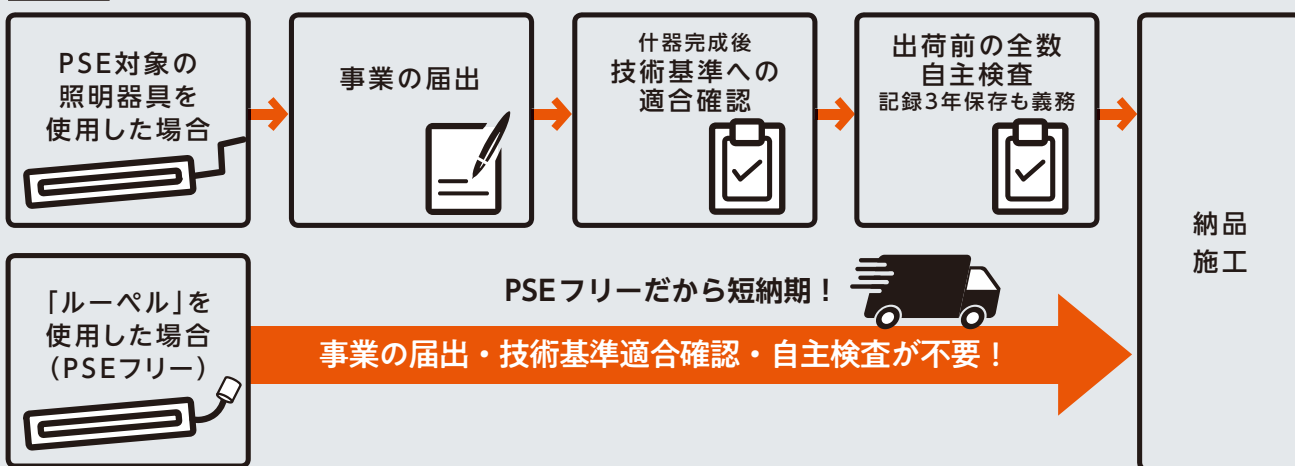 PSE対象の
照明器具を
使用した場合
事業の届出
什器完成後
技術基準への
適合確認
出荷前の全数
自主検査
記録3年保存も義務
納品
施工
「ルーペル」を
使用した場合
(PSEフリー)
PSEフリーだから短納期！
事業の届出・技術基準適合確認・自主検査が不要！